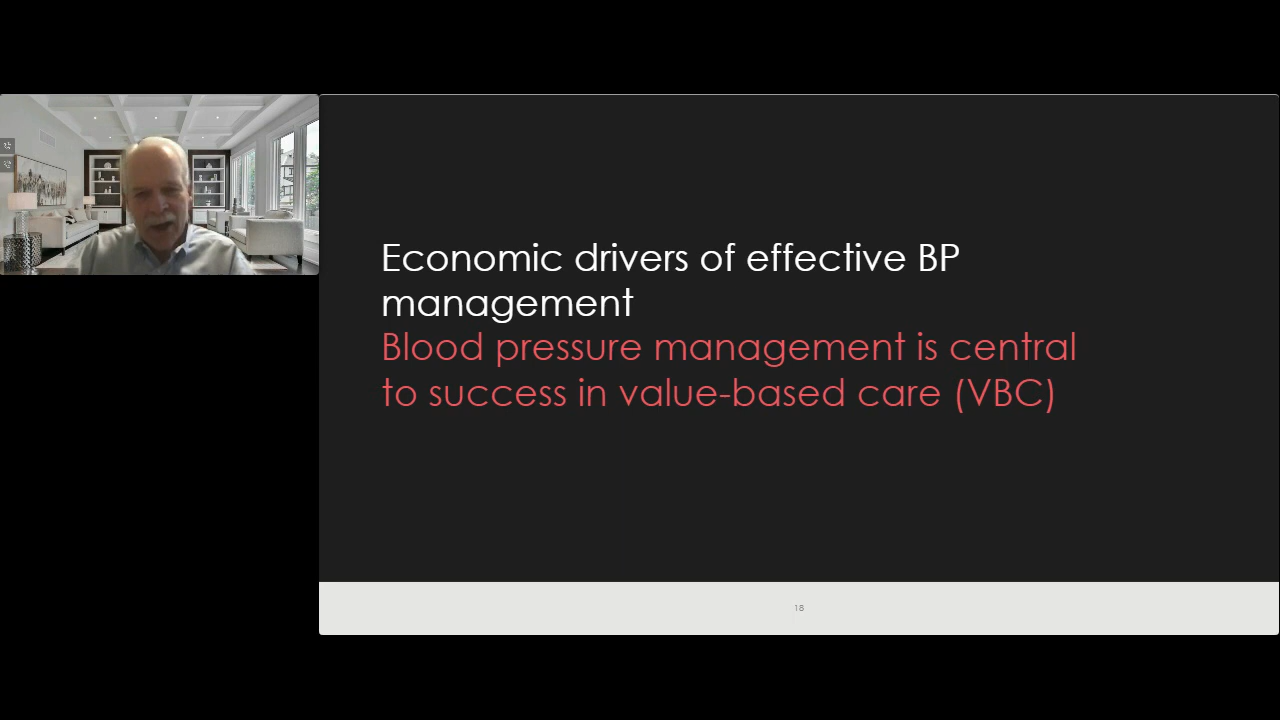 Economic drivers of effective BP
management
Blood pressure management is central
to success in value-based care (VBC)
18